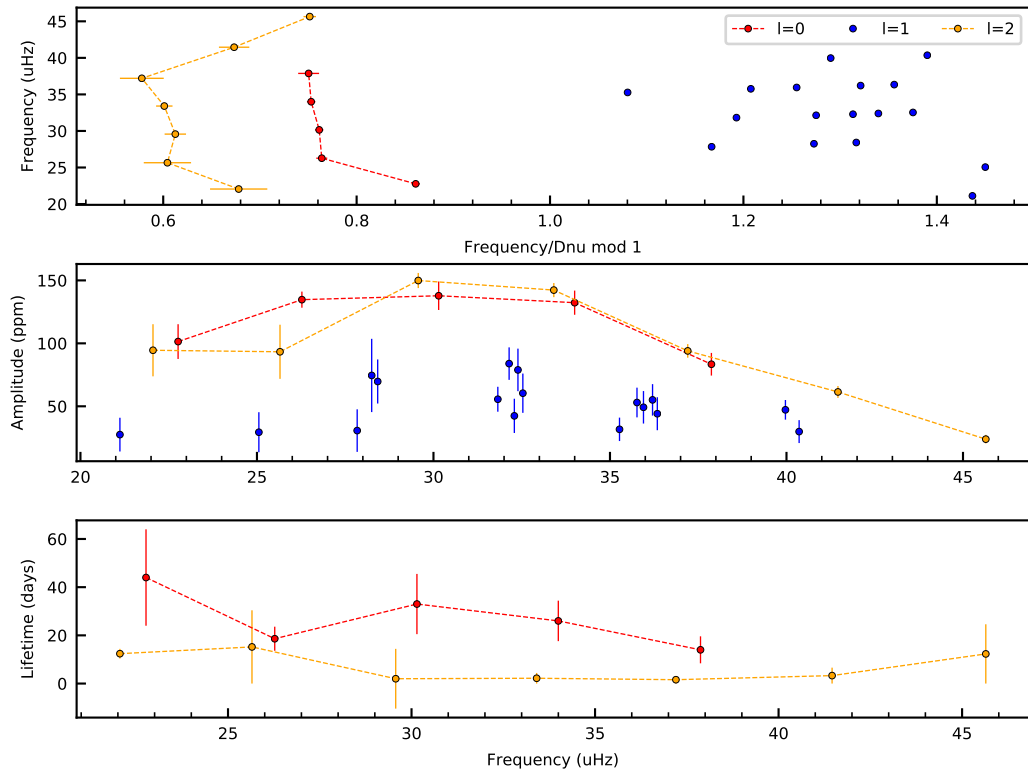 45
40
35
30
25
20
Frequency (uHz)
l=0 l=1 l=2
0.6 0.8 1.0 1.2 1.4
Frequency/Dnu mod 1
150
100
50
Amplitude (ppm)
20 25 30 35 40 45
60
40
20
0
Lifetime (days)
25 30 35 40 45
Frequency (uHz)